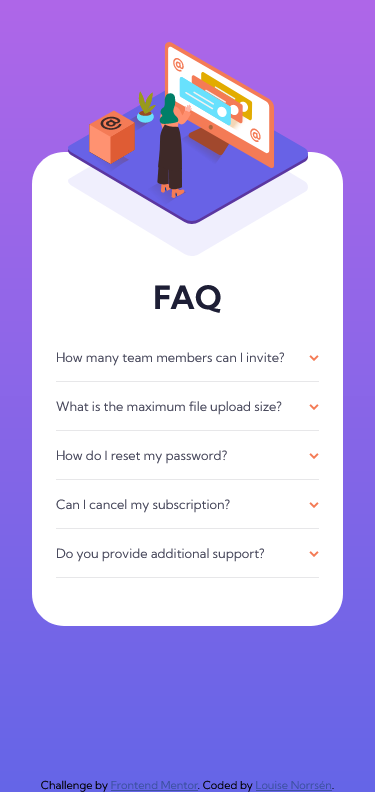 @
@
@
FAQ
How many team members can I invite?
What is the maximum file upload size?
How do I reset my password?
Can I cancel my subscription?
Do you provide additional support?
Challenge by Frontend Mentor. Coded by Louise Norrsén.